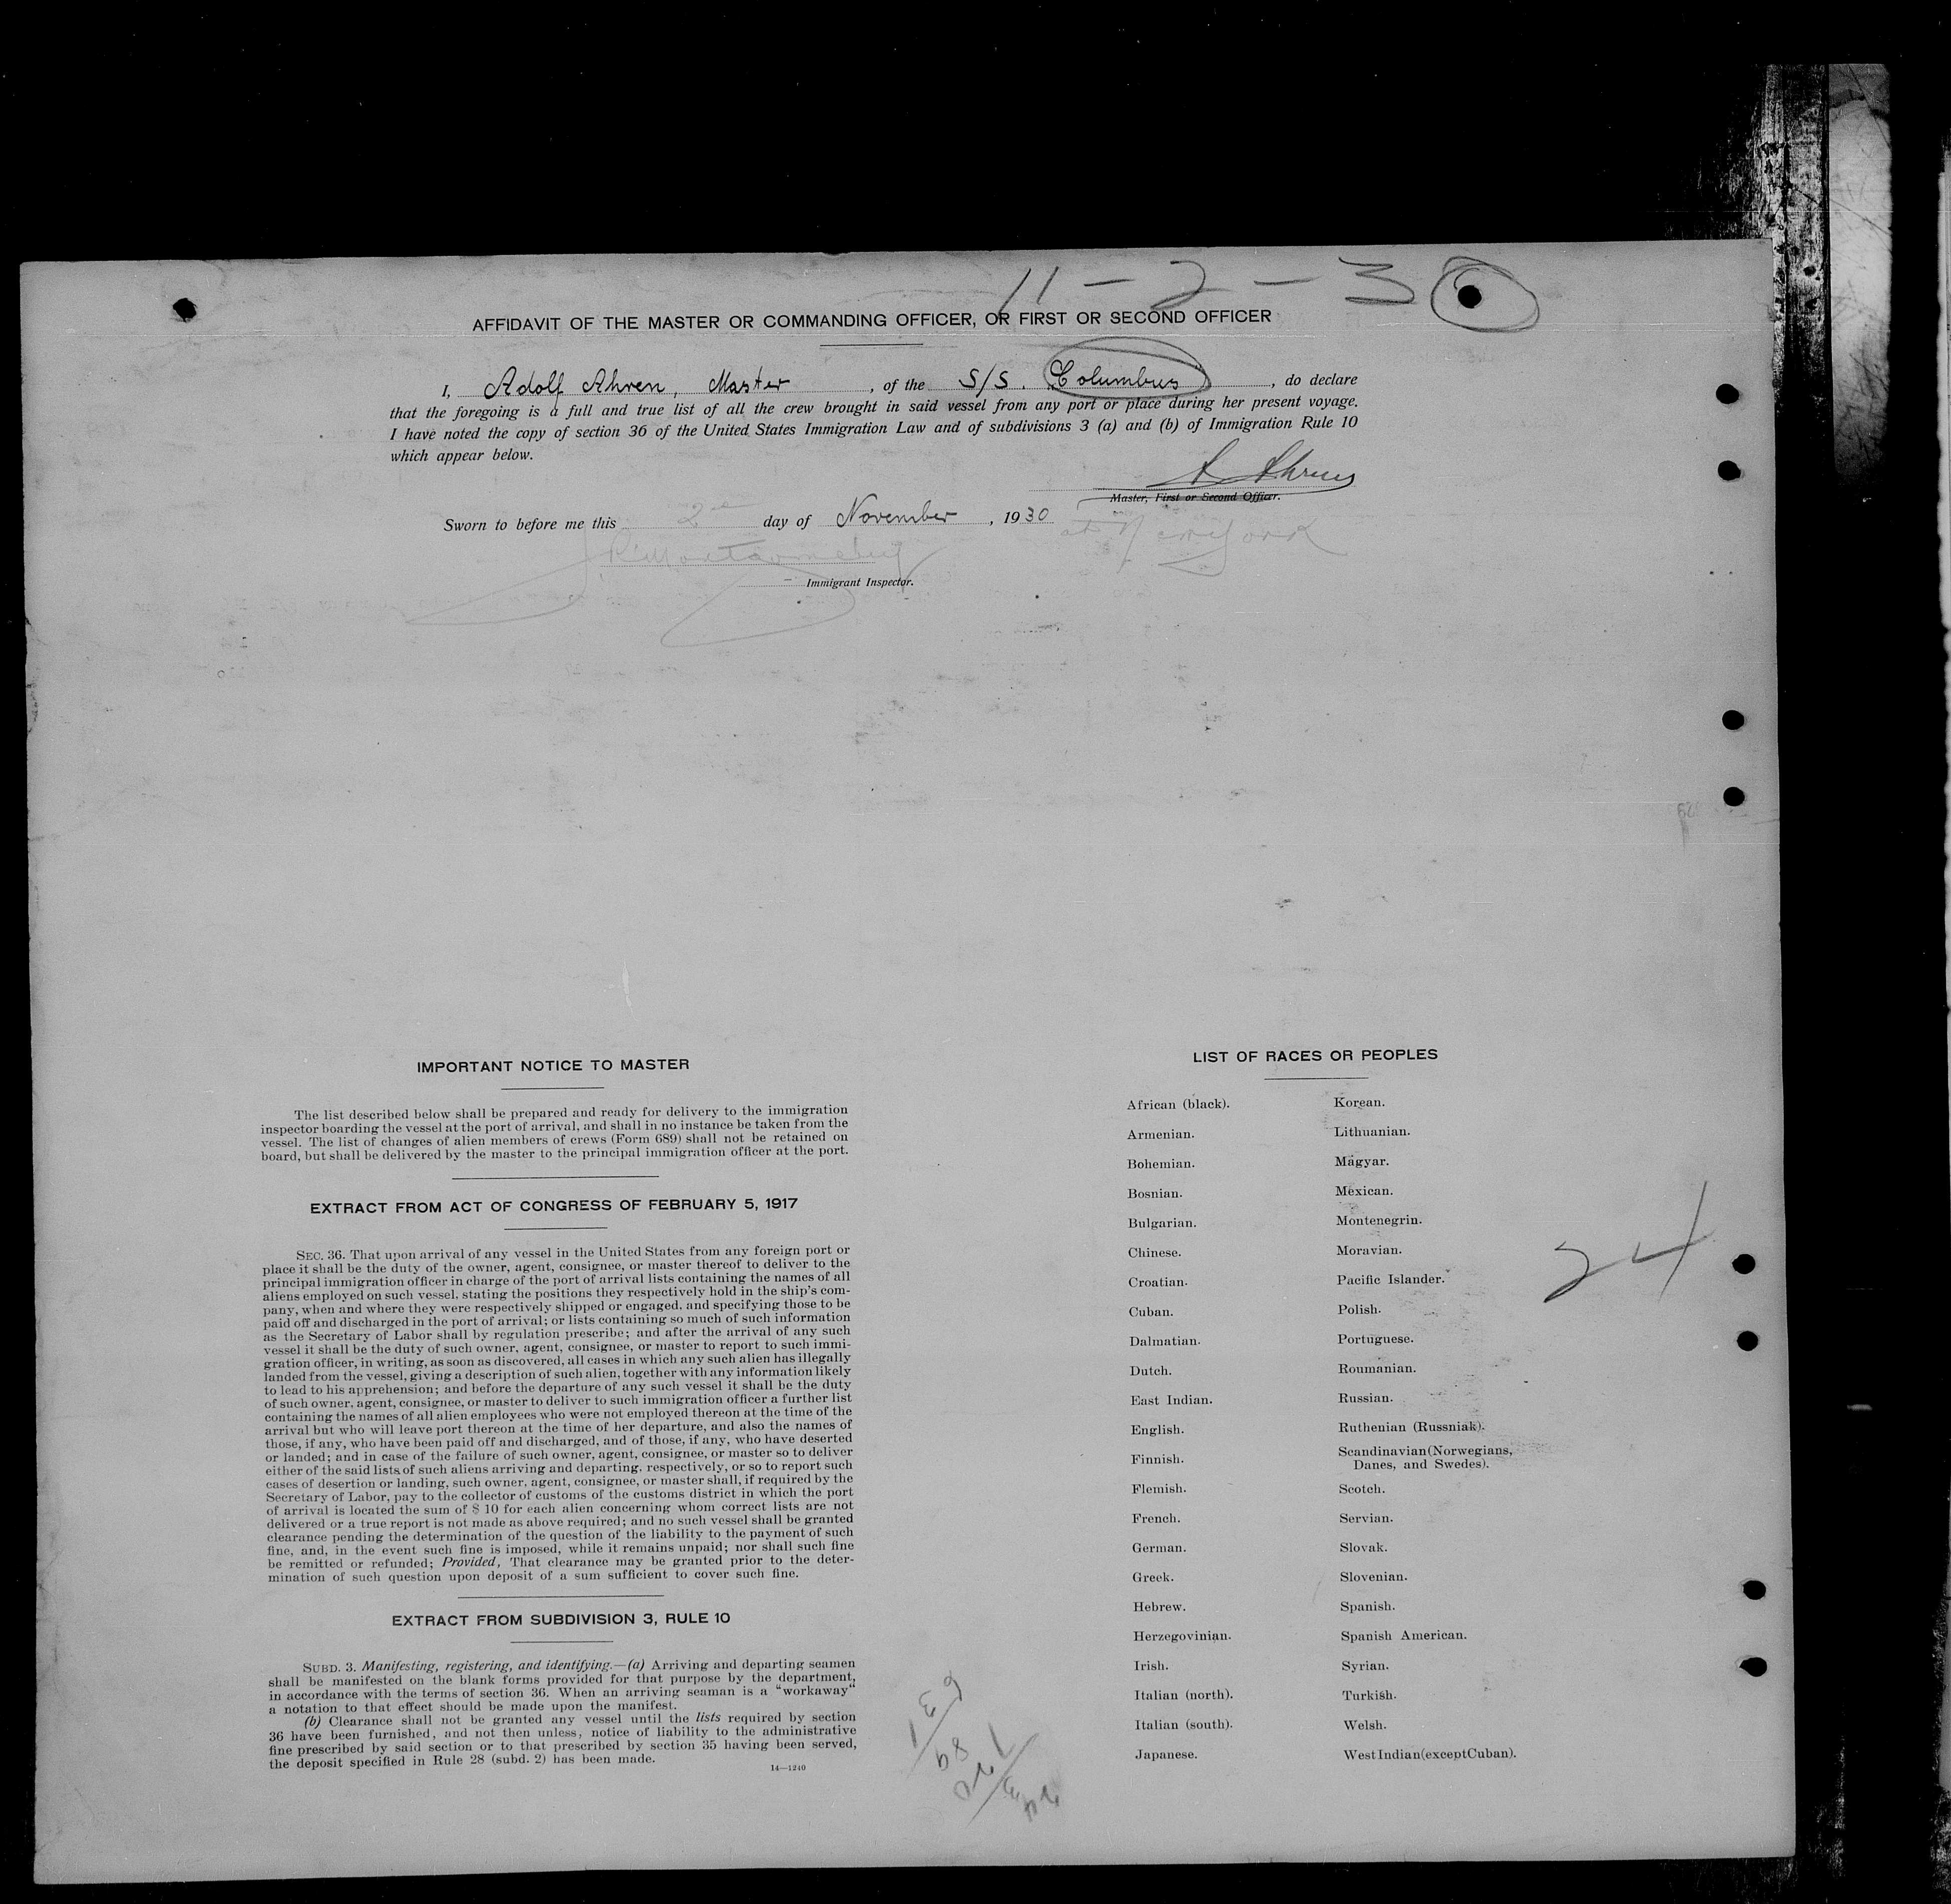 11-2-30
AFFIDAVIT OF THE MASTER OR COMMANDING OFFICER, OR FIRST OR SECOND OFFICER
I, Adolf Ahren, Master, of the S/S. Columbus, do declare
that the foregoing is a full and true list of all the crew brought in said vessel from any port or place during her present voyage.
I have noted the copy of section 36 of the United States Immigration Law and of subdivisions 3 (a) and (b) of Immigration Rule 10
which appear below.
A Ahrens
Master, First or Second Officer.
Sworn to before me this 2 day of November, 1930 at New York
Immigrant Inspector.
IMPORTANT NOTICE TO MASTER
The list described below shall be prepared and ready for delivery to the immigration
inspector boarding the vessel at the port of arrival, and shall in no instance be taken from the
vessel. The list of changes of alien members of crews (Form 689) shall not be retained on
board, but shall be delivered by the master to the principal immigration officer at the port.
EXTRACT FROM ACT OF CONGRESS OF FEBRUARY 5, 1917
SEC. 36. That upon arrival of any vessel in the United States from any foreign port or
place it shall be the duty of the owner, agent, consignee, or master thereof to deliver to the
principal immigration officer in charge of the port of arrival lists containing the names of all
aliens employed on such vessel, stating the positions they respectively hold in the ship's com-
pany, when and where they were respectively shipped or engaged, and specifying those to be
paid off and discharged in the port of arrival; or lists containing so much of such information
as the Secretary of Labor shall by regulation prescribe; and after the arrival of any such
vessel it shall be the duty of such owner, agent, consignee, or master to report to such immi-
gration officer, in writing, as soon as discovered, all cases in which any such alien has illegally
landed from the vessel, giving a description of such alien, together with any information likely
to lead to his apprehension; and before the departure of any such vessel it shall be the duty
of such owner, agent, consignee, or master to deliver to such immigration officer a further list
containing the names of all alien employees who were not employed thereon at the time of the
arrival but who will leave port thereon at the time of her departure, and also the names of
those, if any, who have been paid off and discharged, and of those, if any, who have deserted
or landed; and in case of the failure of such owner, agent, consignee, or master so to deliver
either of the said lists of such aliens arriving and departing, respectively, or so to report such
cases of desertion or landing, such owner, agent, consignee, or master shall, if required by the
Secretary of Labor, pay to the collector of customs of the customs district in which the port
of arrival is located the sum of $ 10 for each alien concerning whom correct lists are not
delivered or a true report is not made as above required; and no such vessel shall be granted
clearance pending the determination of the question of the liability to the payment of such
fine, and, in the event such fine is imposed, while it remains unpaid; nor shall such fine
be remitted or refunded; Provided, That clearance may be granted prior to the deter-
mination of such question upon deposit of a sum sufficient to cover such fine.
EXTRACT FROM SUBDIVISION 3, RULE 10
SUBD. 3. Manifesting, registering, and identifying.—(a) Arriving and departing seamen
shall be manifested on the blank forms provided for that purpose by the department,
in accordance with the terms of section 36. When an arriving seaman is a "workaway"
a notation to that effect should be made upon the manifest.
(b) Clearance shall not be granted any vessel until the lists required by section
36 have been furnished, and not then unless, notice of liability to the administrative
fine prescribed by said section or to that prescribed by section 35 having been served,
the deposit specified in Rule 28 (subd. 2) has been made.
14—1240
LIST OF RACES OR PEOPLES
African (black).
Armenian.
Bohemian.
Bosnian.
Bulgarian.
Chinese.
Croatian.
Cuban.
Dalmatian.
Dutch.
East Indian.
English.
Finnish.
Flemish.
French.
German.
Greek.
Hebrew.
Herzegovinian.
Irish.
Italian (north).
Italian (south).
Japanese.
Korean.
Lithuanian.
Magyar.
Mexican.
Montenegrin.
Moravian.
Pacific Islander.
Polish.
Portuguese.
Roumanian.
Russian.
Ruthenian (Russniak).
Scandinavian (Norwegians,
Danes, and Swedes).
Scotch.
Servian.
Slovak.
Slovenian.
Spanish.
Spanish American.
Syrian.
Turkish.
Welsh.
West Indian (except Cuban).
24